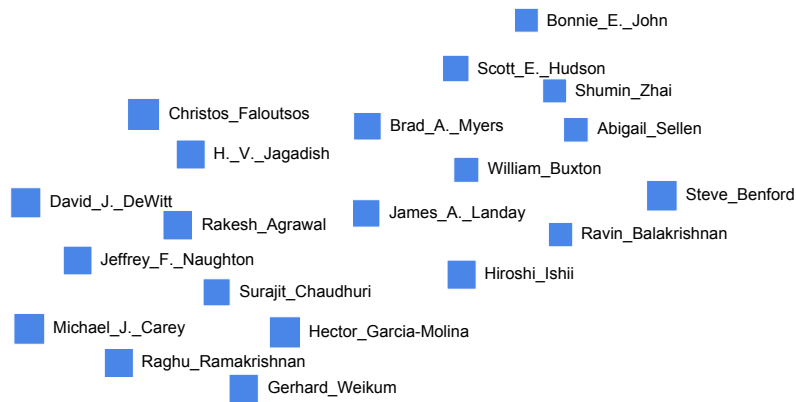 Bonnie_E._John
Scott_E._Hudson
Shumin_Zhai
Christos_Faloutsos
Brad_A._Myers
Abigail_Sellen
H._V._Jagadish
William_Buxton
Steve_Benford
David_J._DeWitt
James_A._Landay
Rakesh_Agrawal
Ravin_Balakrishnan
Jeffrey_F._Naughton
Hiroshi_Ishii
Surajit_Chaudhuri
Michael_J._Carey
Hector_Garcia-Molina
Raghu_Ramakrishnan
Gerhard_Weikum